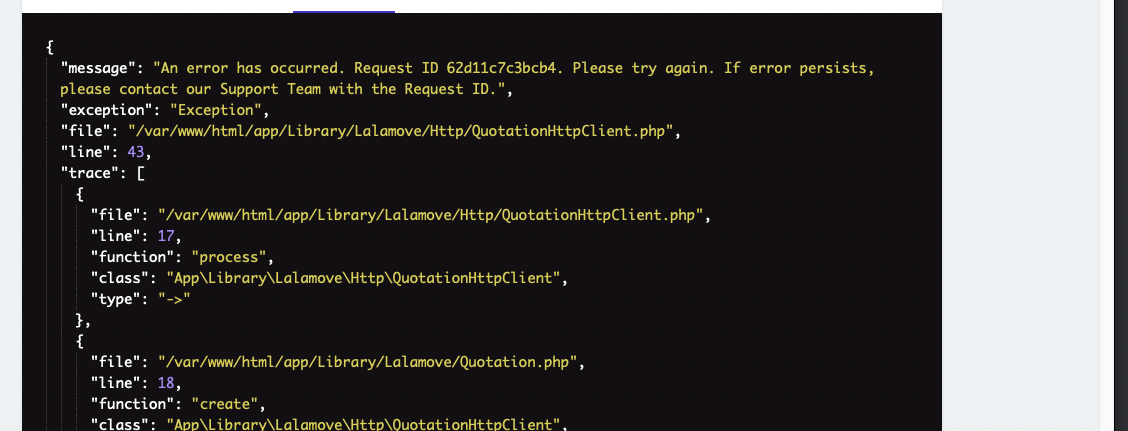 {
"message": "An error has occurred. Request ID 62d11c7c3bcb4. Please try again. If error persists,
please contact our Support Team with the Request ID.",
"exception": "Exception",
"file": "/var/www/html/app/Library/Lalamove/Http/QuotationHttpClient.php",
"line": 43,
"trace": [
{
"file": "/var/www/html/app/Library/Lalamove/Http/QuotationHttpClient.php",
"line": 17,
"function": "process",
"class": "App\Library\Lalamove\Http\QuotationHttpClient",
"type": "->"
},
{
"file": "/var/www/html/app/Library/Lalamove/Quotation.php",
"line": 18,
"function": "create",
"class": "App\Library\Lalamove\Http\QuotationHttpClient",